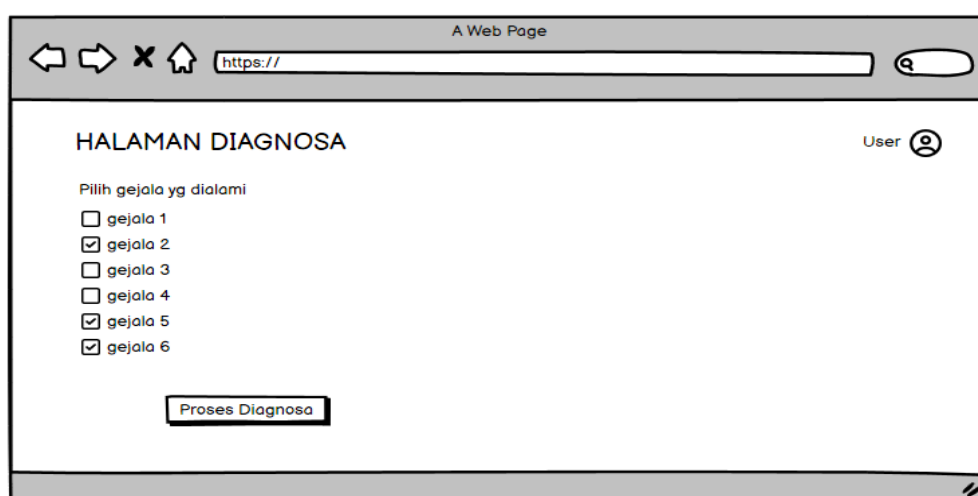 A Web Page
https://
HALAMAN DIAGNOSA
User
Pilih gejala yg dialami
gejala 1
gejala 2
gejala 3
gejala 4
gejala 5
gejala 6
Proses Diagnosa